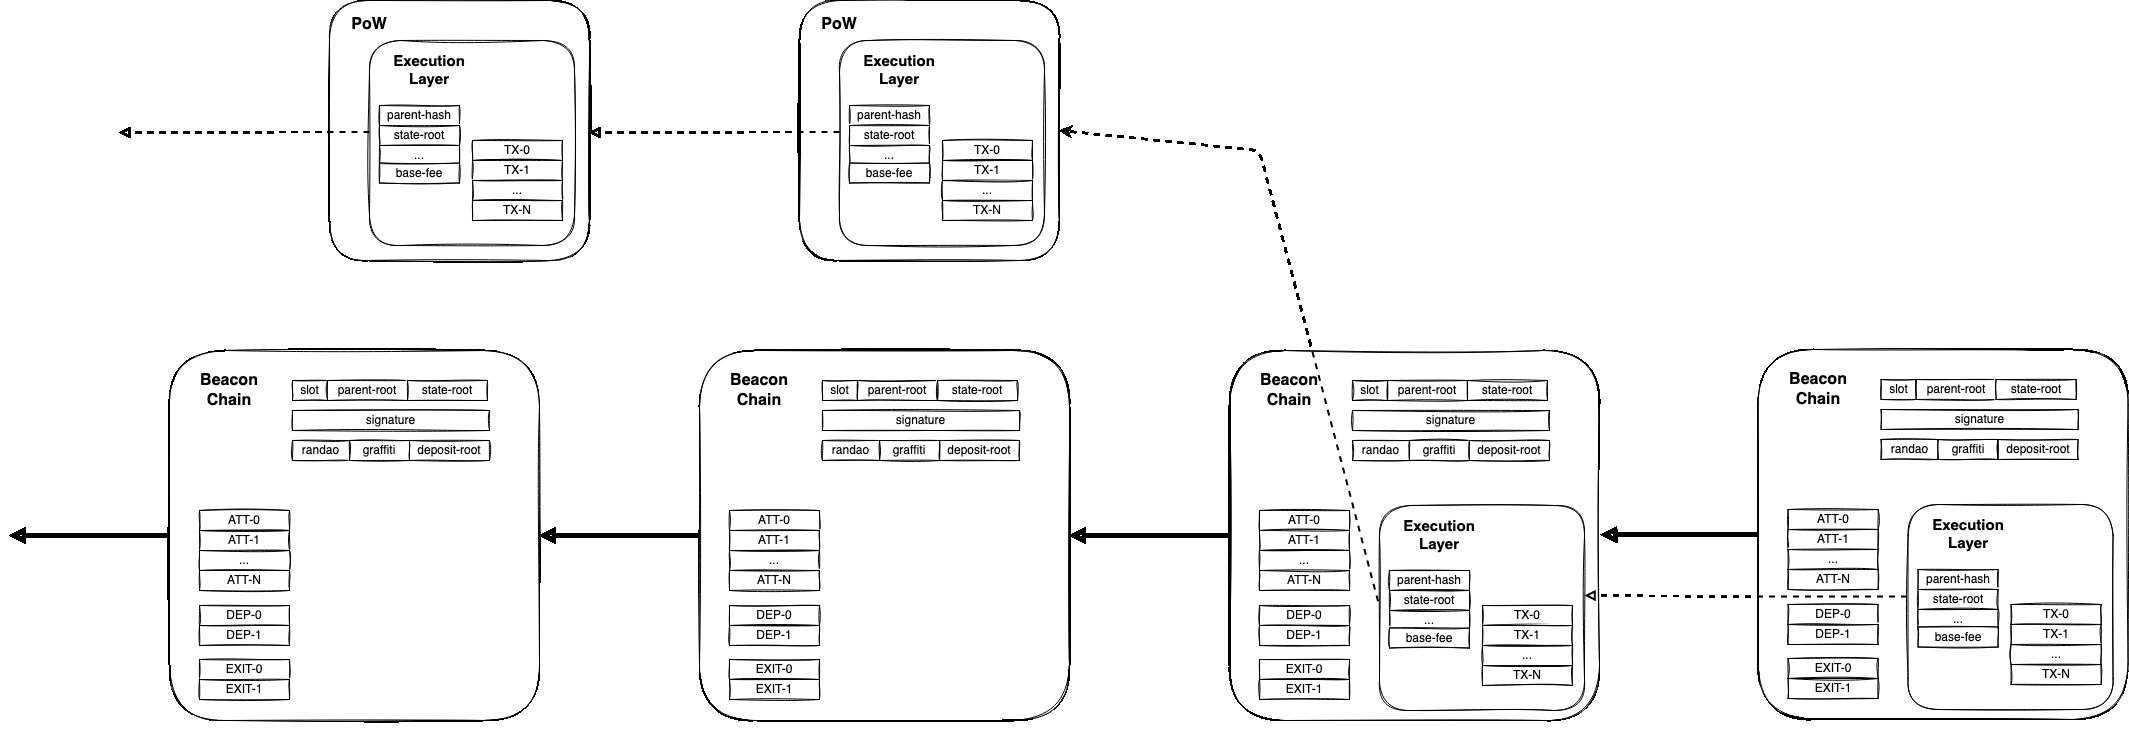 PoW
Execution
Layer
parent-hash
state-root
...
base-fee
TX-0
TX-1
...
TX-N
PoW
Execution
Layer
parent-hash
state-root
...
base-fee
TX-0
TX-1
...
TX-N
Beacon
Chain
slot parent-root state-root
signature
randao graffiti deposit-root
ATT-0
ATT-1
...
ATT-N
DEP-0
DEP-1
EXIT-0
EXIT-1
Beacon
Chain
slot parent-root state-root
signature
randao graffiti deposit-root
ATT-0
ATT-1
...
ATT-N
DEP-0
DEP-1
EXIT-0
EXIT-1
Beacon
Chain
slot parent-root state-root
signature
randao graffiti deposit-root
ATT-0
ATT-1
...
ATT-N
DEP-0
DEP-1
EXIT-0
EXIT-1
Execution
Layer
parent-hash
state-root
...
base-fee
TX-0
TX-1
...
TX-N
Beacon
Chain
slot parent-root state-root
signature
randao graffiti deposit-root
ATT-0
ATT-1
...
ATT-N
DEP-0
DEP-1
EXIT-0
EXIT-1
Execution
Layer
parent-hash
state-root
...
base-fee
TX-0
TX-1
...
TX-N